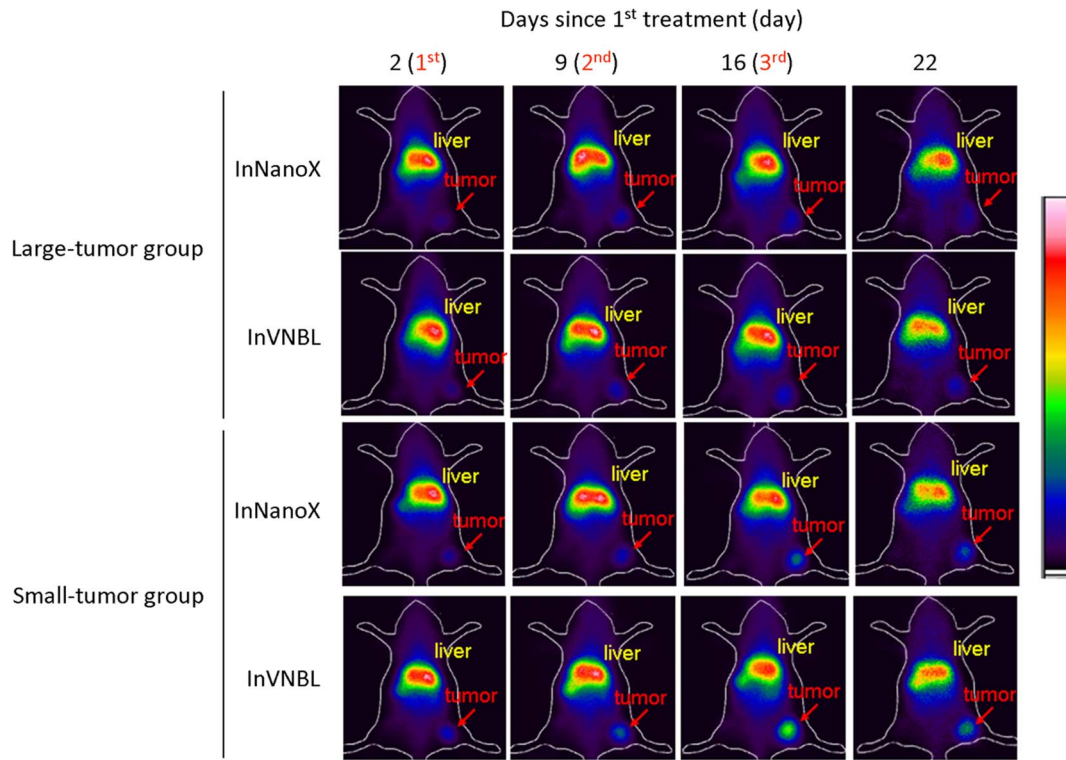 Days since 1st treatment (day)
2 (1st) 9 (2nd) 16 (3rd) 22
Large-tumor group
InNanoX
liver liver liver liver
tumor tumor tumor tumor
InVNBL
liver liver liver liver
tumor tumor tumor tumor
Small-tumor group
InNanoX
liver liver liver liver
tumor tumor tumor tumor
InVNBL
liver liver liver liver
tumor tumor tumor tumor